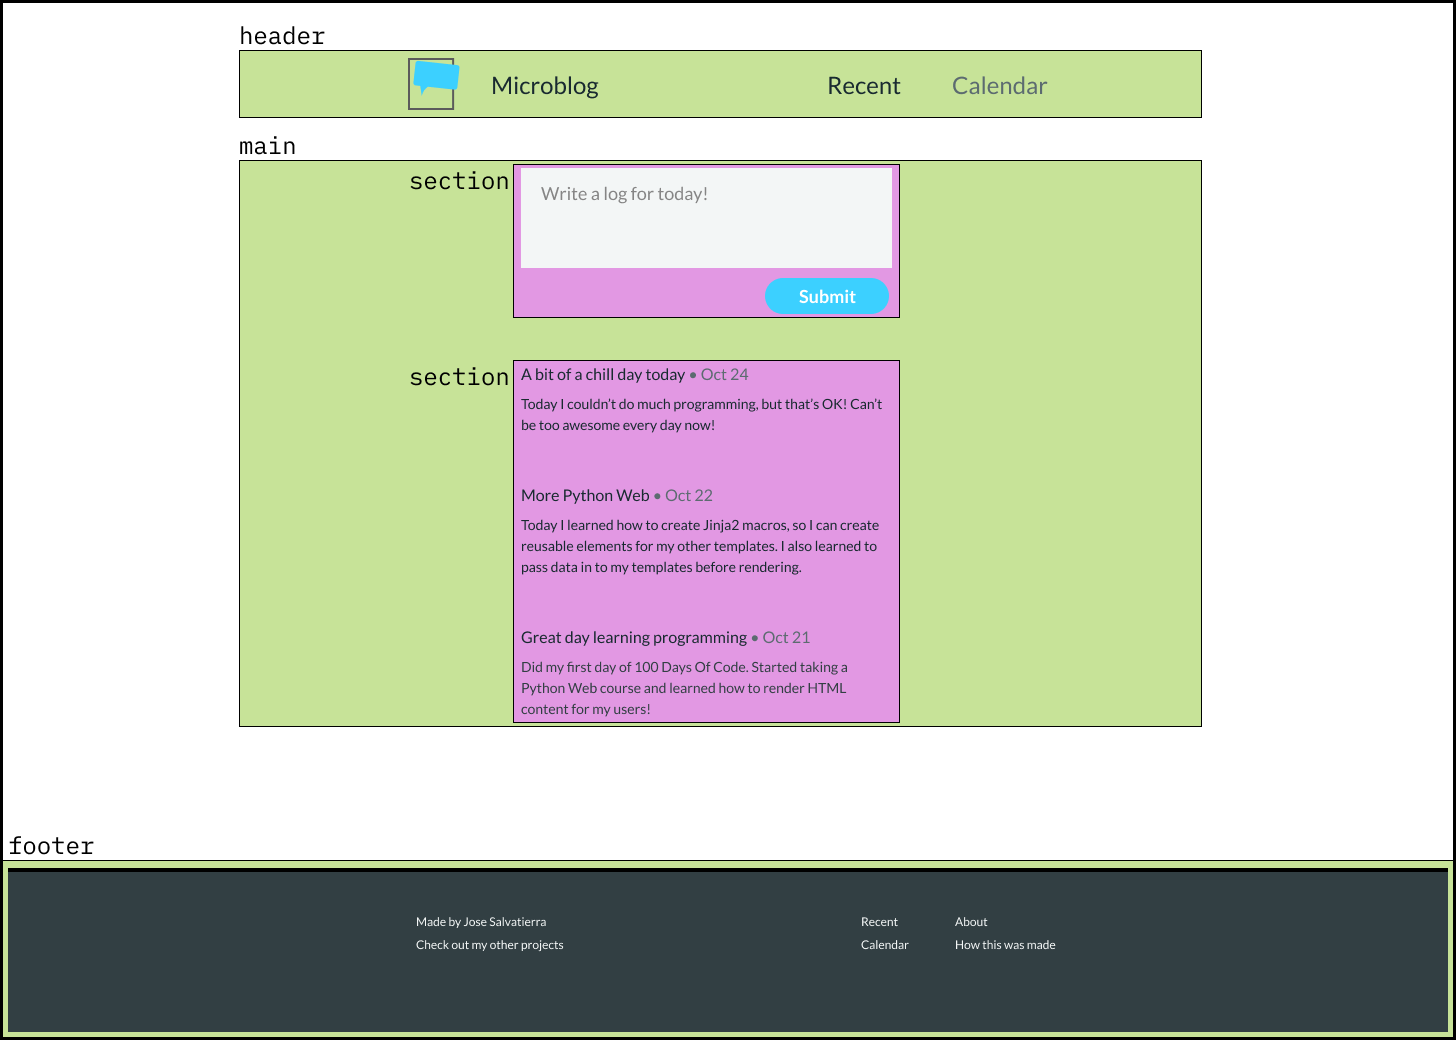 header
Microblog
Recent
Calendar
main
section
Write a log for today!
Submit
section
A bit of a chill day today • Oct 24
Today I couldn’t do much programming, but that’s OK! Can’t
be too awesome every day now!
More Python Web • Oct 22
Today I learned how to create Jinja2 macros, so I can create
reusable elements for my other templates. I also learned to
pass data in to my templates before rendering.
Great day learning programming • Oct 21
Did my first day of 100 Days Of Code. Started taking a
Python Web course and learned how to render HTML
content for my users!
footer
Made by Jose Salvatierra
Check out my other projects
Recent
Calendar
About
How this was made